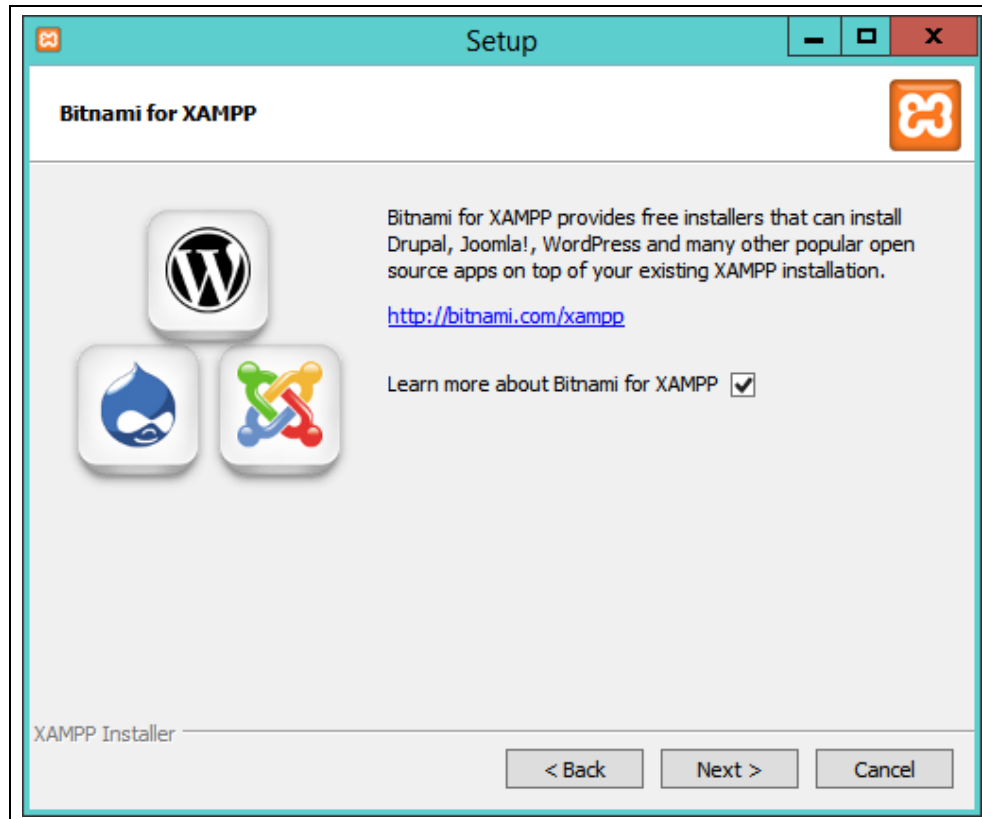 Setup
Bitnami for XAMPP
Bitnami for XAMPP provides free installers that can install
Drupal, Joomla!, WordPress and many other popular open
source apps on top of your existing XAMPP installation.
http://bitnami.com/xampp
Learn more about Bitnami for XAMPP
XAMPP Installer
< Back Next > Cancel